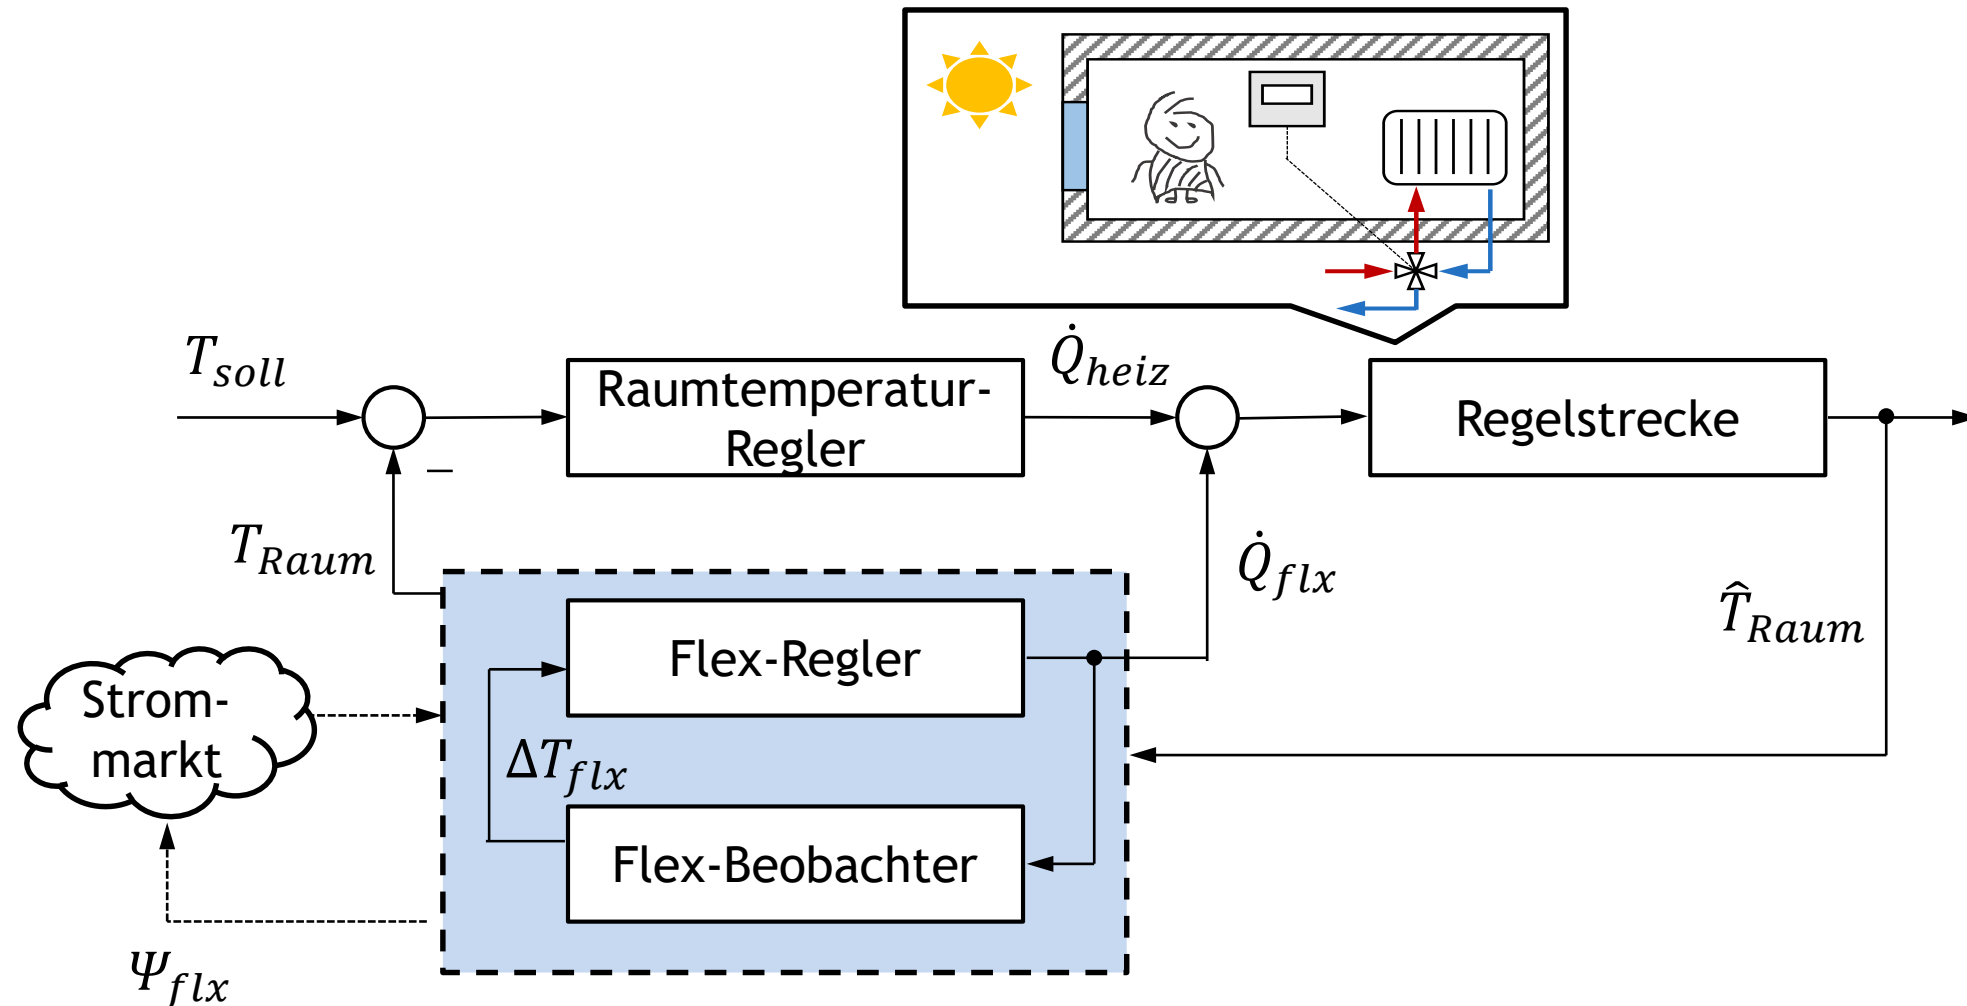 T_soll
Q̇_heiz
Raumtemperatur-
Regler
Regelstrecke
–
T_Raum
Q̇_flx
T̂_Raum
Flex-Regler
Strom-
markt
ΔT_flx
Flex-Beobachter
Ψ_flx